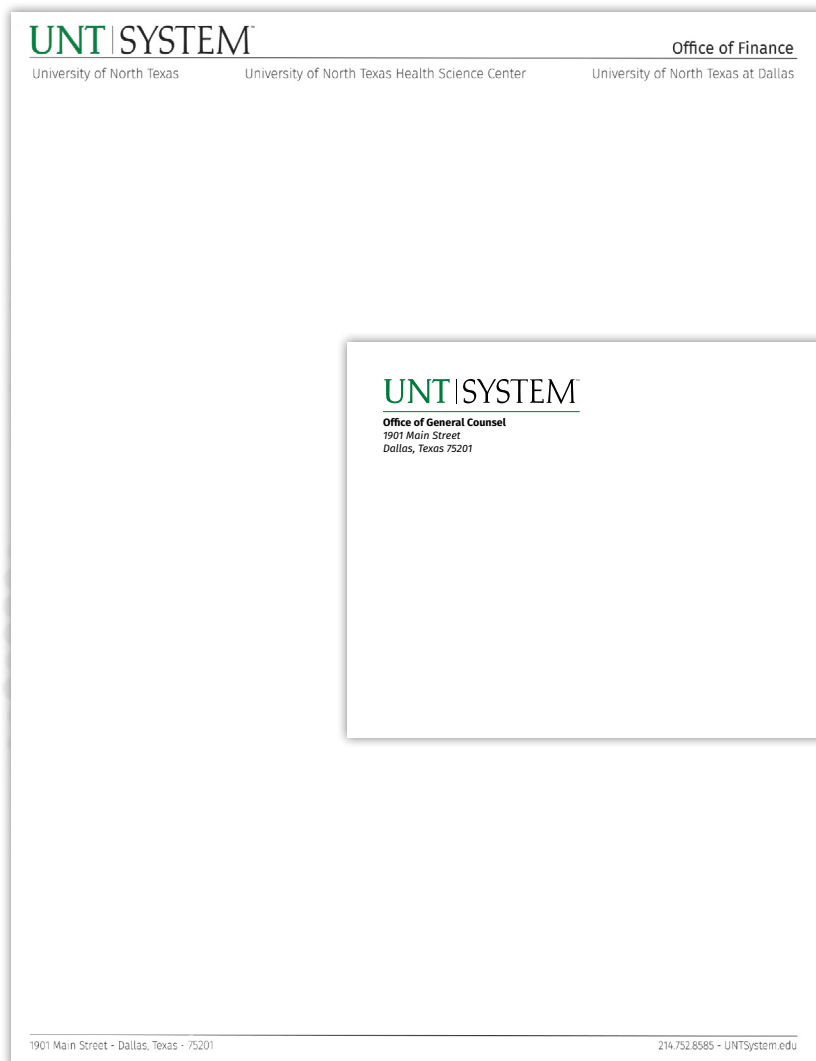 UNT|SYSTEM™
Office of Finance
University of North Texas University of North Texas Health Science Center University of North Texas at Dallas
UNT|SYSTEM™
Office of General Counsel
1901 Main Street
Dallas, Texas 75201
1901 Main Street - Dallas, Texas - 75201 214.752.8585 - UNTSystem.edu